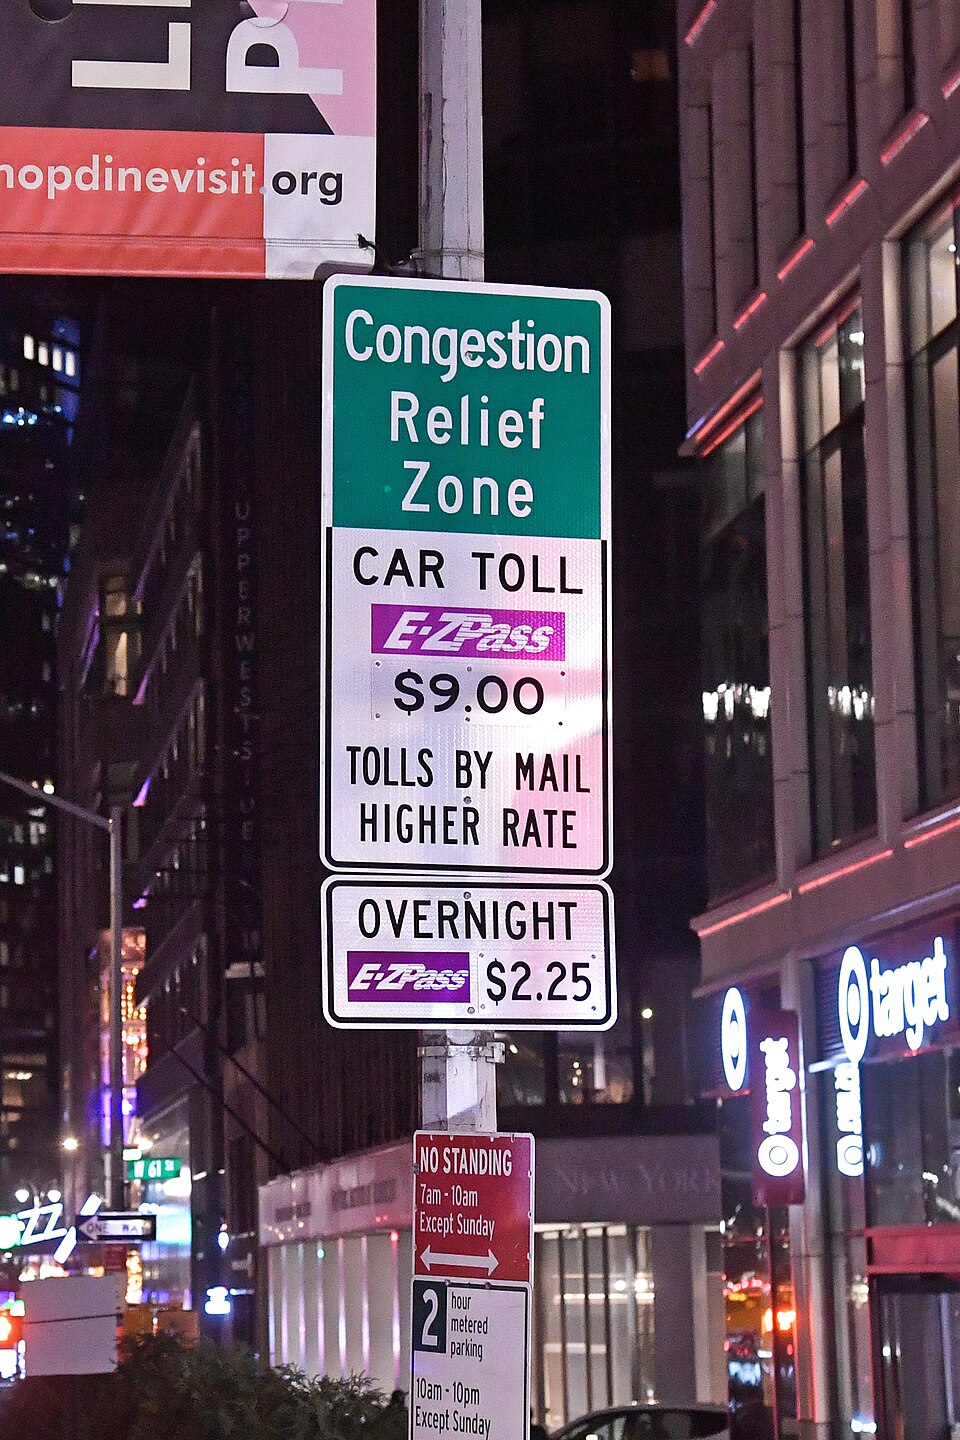 hopdinevisit.org
Congestion
Relief
Zone
CAR TOLL
E-ZPass
$9.00
TOLLS BY MAIL
HIGHER RATE
OVERNIGHT
E-ZPass $2.25
target
target
NO STANDING
7am - 10am
Except Sunday
W 61 St
ONE WAY
NEW YORK
2 hour
metered
parking
10am - 10pm
Except Sunday
UPPER WEST SIDE